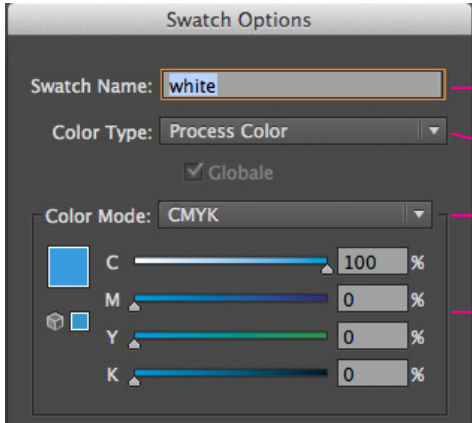 Swatch Options
Swatch Name: white
Color Type: Process Color
Globale
Color Mode: CMYK
C 100 %
M 0 %
Y 0 %
K 0 %